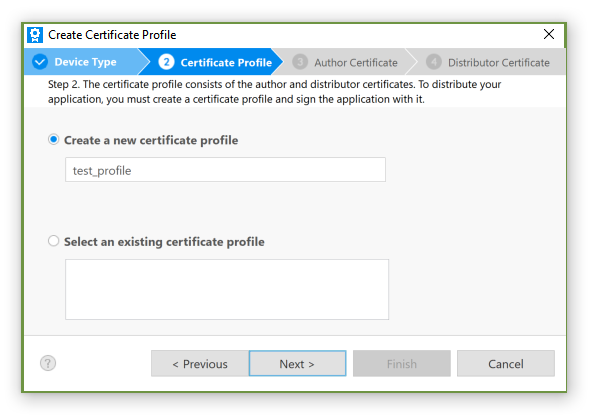 Create Certificate Profile
Device Type 2 Certificate Profile 3 Author Certificate 4 Distributor Certificate
Step 2. The certificate profile consists of the author and distributor certificates. To distribute your
application, you must create a certificate profile and sign the application with it.
Create a new certificate profile
test_profile
Select an existing certificate profile
? < Previous Next > Finish Cancel